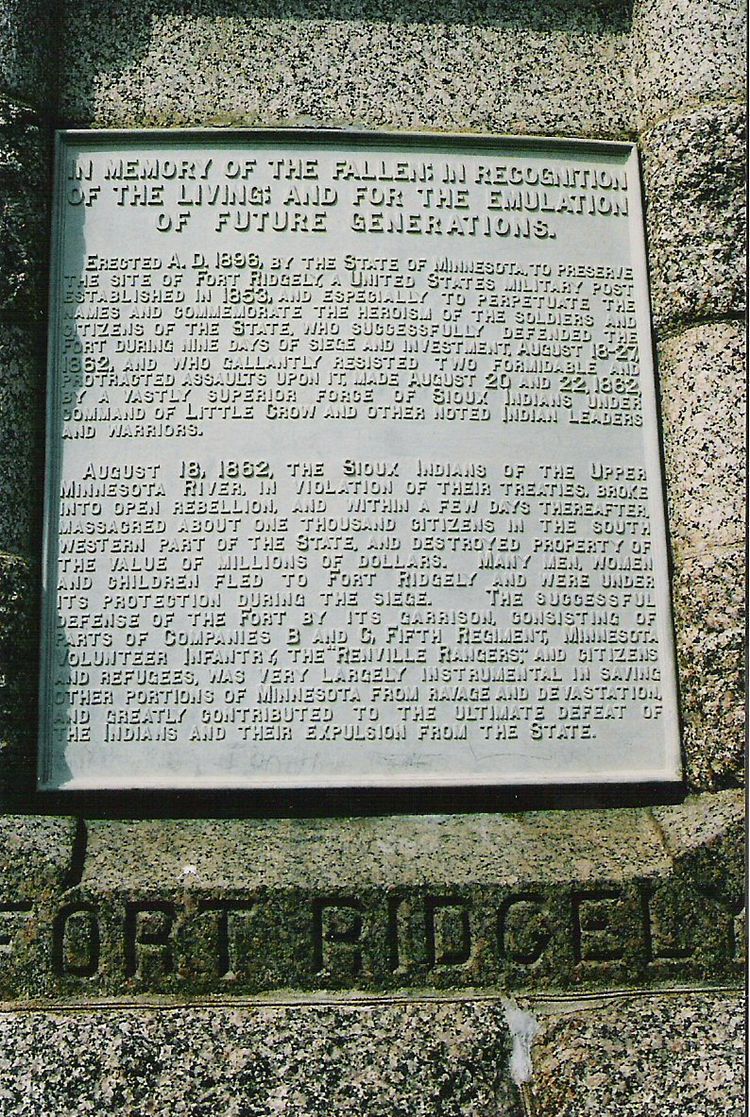 IN MEMORY OF THE FALLEN; IN RECOGNITION
OF THE LIVING; AND FOR THE EMULATION
OF FUTURE GENERATIONS.
ERECTED A. D. 1896, BY THE STATE OF MINNESOTA, TO PRESERVE
THE SITE OF FORT RIDGELY, A UNITED STATES MILITARY POST
ESTABLISHED IN 1853, AND ESPECIALLY TO PERPETUATE THE
NAMES AND COMMEMORATE THE HEROISM OF THE SOLDIERS AND
CITIZENS OF THE STATE, WHO SUCCESSFULLY DEFENDED THE
FORT DURING NINE DAYS OF SIEGE AND INVESTMENT, AUGUST 18-27,
1862, AND WHO GALLANTLY RESISTED TWO FORMIDABLE AND
PROTRACTED ASSAULTS UPON IT, MADE AUGUST 20 AND 22, 1862,
BY A VASTLY SUPERIOR FORCE OF SIOUX INDIANS UNDER
COMMAND OF LITTLE CROW AND OTHER NOTED INDIAN LEADERS
AND WARRIORS.
AUGUST 18, 1862, THE SIOUX INDIANS OF THE UPPER
MINNESOTA RIVER, IN VIOLATION OF THEIR TREATIES, BROKE
INTO OPEN REBELLION, AND WITHIN A FEW DAYS THEREAFTER,
MASSACRED ABOUT ONE THOUSAND CITIZENS IN THE SOUTH
WESTERN PART OF THE STATE, AND DESTROYED PROPERTY OF
THE VALUE OF MILLIONS OF DOLLARS. MANY MEN, WOMEN
AND CHILDREN FLED TO FORT RIDGELY AND WERE UNDER
ITS PROTECTION DURING THE SIEGE. THE SUCCESSFUL
DEFENSE OF THE FORT BY ITS GARRISON, CONSISTING OF
PARTS OF COMPANIES B AND C, FIFTH REGIMENT, MINNESOTA
VOLUNTEER INFANTRY, THE "RENVILLE RANGERS," AND CITIZENS
AND REFUGEES, WAS VERY LARGELY INSTRUMENTAL IN SAVING
OTHER PORTIONS OF MINNESOTA FROM RAVAGE AND DEVASTATION,
AND GREATLY CONTRIBUTED TO THE ULTIMATE DEFEAT OF
THE INDIANS AND THEIR EXPULSION FROM THE STATE.
FORT RIDGELY